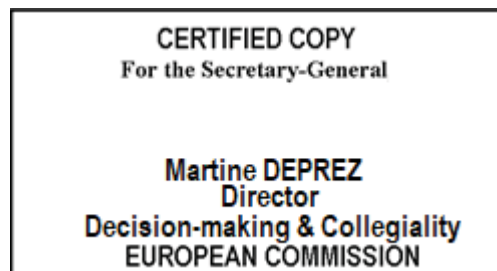 CERTIFIED COPY
For the Secretary-General
Martine DEPREZ
Director
Decision-making & Collegiality
EUROPEAN COMMISSION